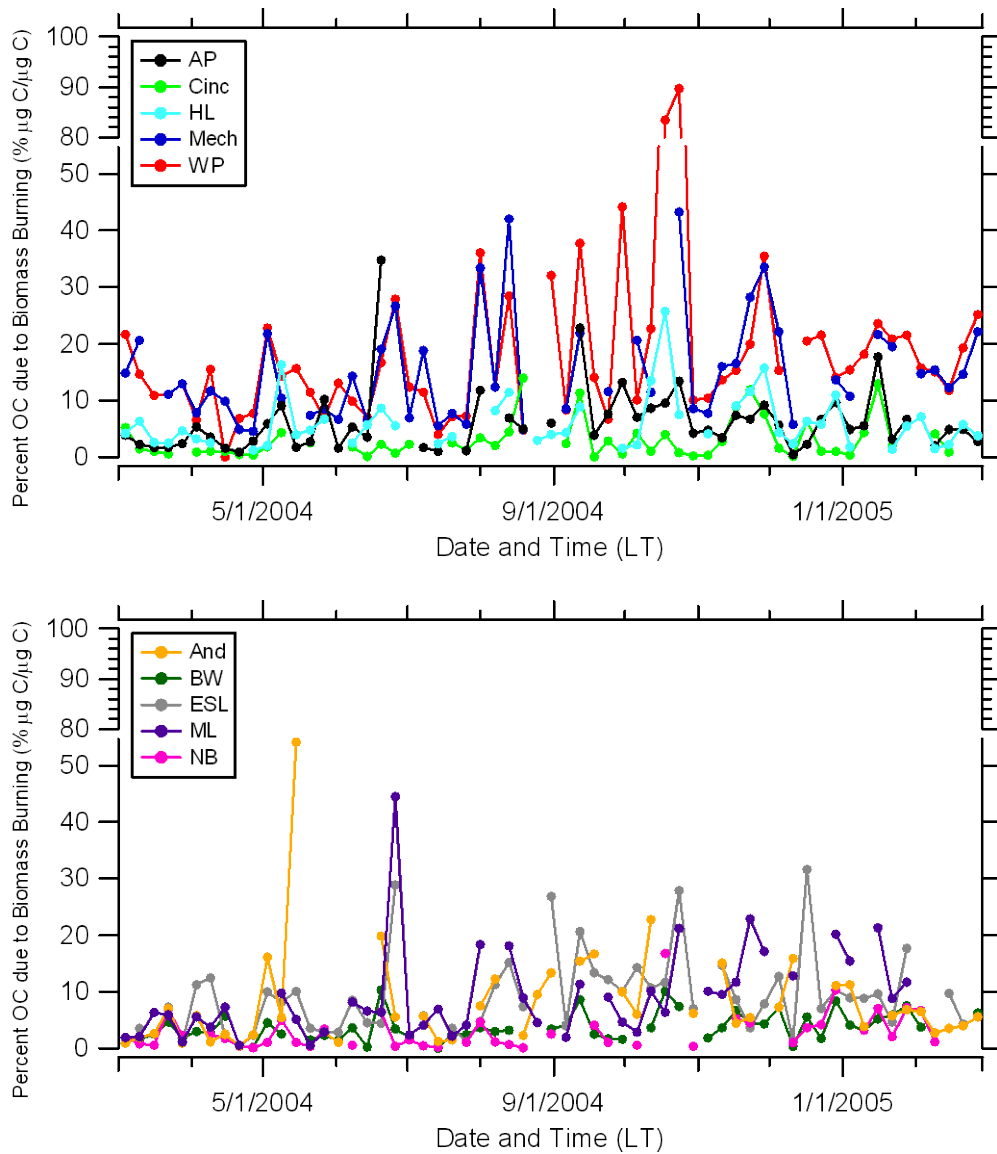 Percent OC due to Biomass Burning (% µg C/µg C)
100
90
80
50
40
30
20
10
0
AP
Cinc
HL
Mech
WP
5/1/2004
9/1/2004
1/1/2005
Date and Time (LT)
Percent OC due to Biomass Burning (% µg C/µg C)
100
90
80
50
40
30
20
10
0
And
BW
ESL
ML
NB
5/1/2004
9/1/2004
1/1/2005
Date and Time (LT)